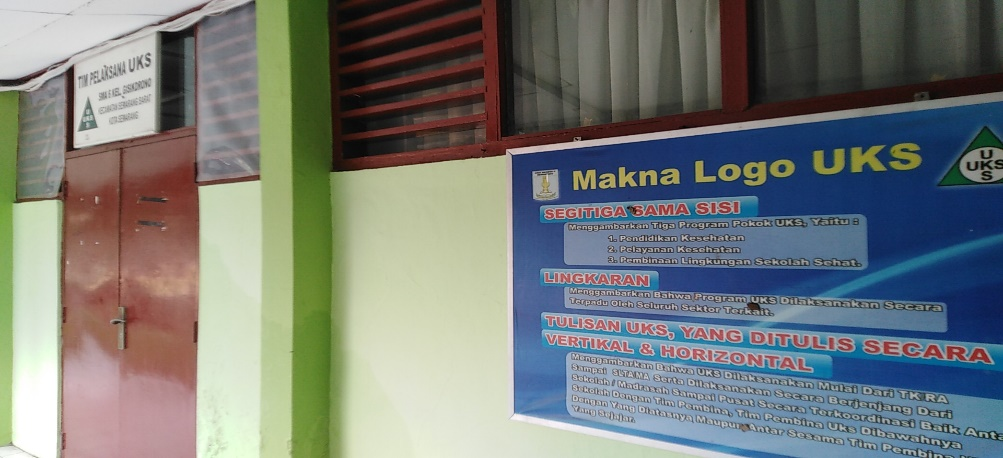 TIM PELAKSANA UKS
KEL. GISIKDRONO
KECAMATAN SEMARANG BARAT
KOTA SEMARANG
Makna Logo UKS
U
UKS
S
SEGITIGA SAMA SISI
Menggambarkan Tiga Program Pokok UKS, Yaitu :
1. Pendidikan Kesehatan
2. Pelayanan Kesehatan
3. Pembinaan Lingkungan Sekolah Sehat.
LINGKARAN
Menggambarkan Bahwa Program UKS Dilaksanakan Secara
Terpadu Oleh Seluruh Sektor Terkait.
TULISAN UKS, YANG DITULIS SECARA
VERTIKAL & HORIZONTAL
Menggambarkan Bahwa UKS Dilaksanakan Mulai Dari TK/RA
Sampai SLTA/MA Serta Dilaksanakan Secara Berjenjang Dari
Sekolah / Madrasah Sampai Pusat Secara Terkoordinasi Baik Anta
Sekolah Dengan Tim Pembina, Tim Pembina Uks Dibawahnya
Dengan Yang Diatasnya Maupun Antar Sesama Tim Pembina
Yang Sejajar.